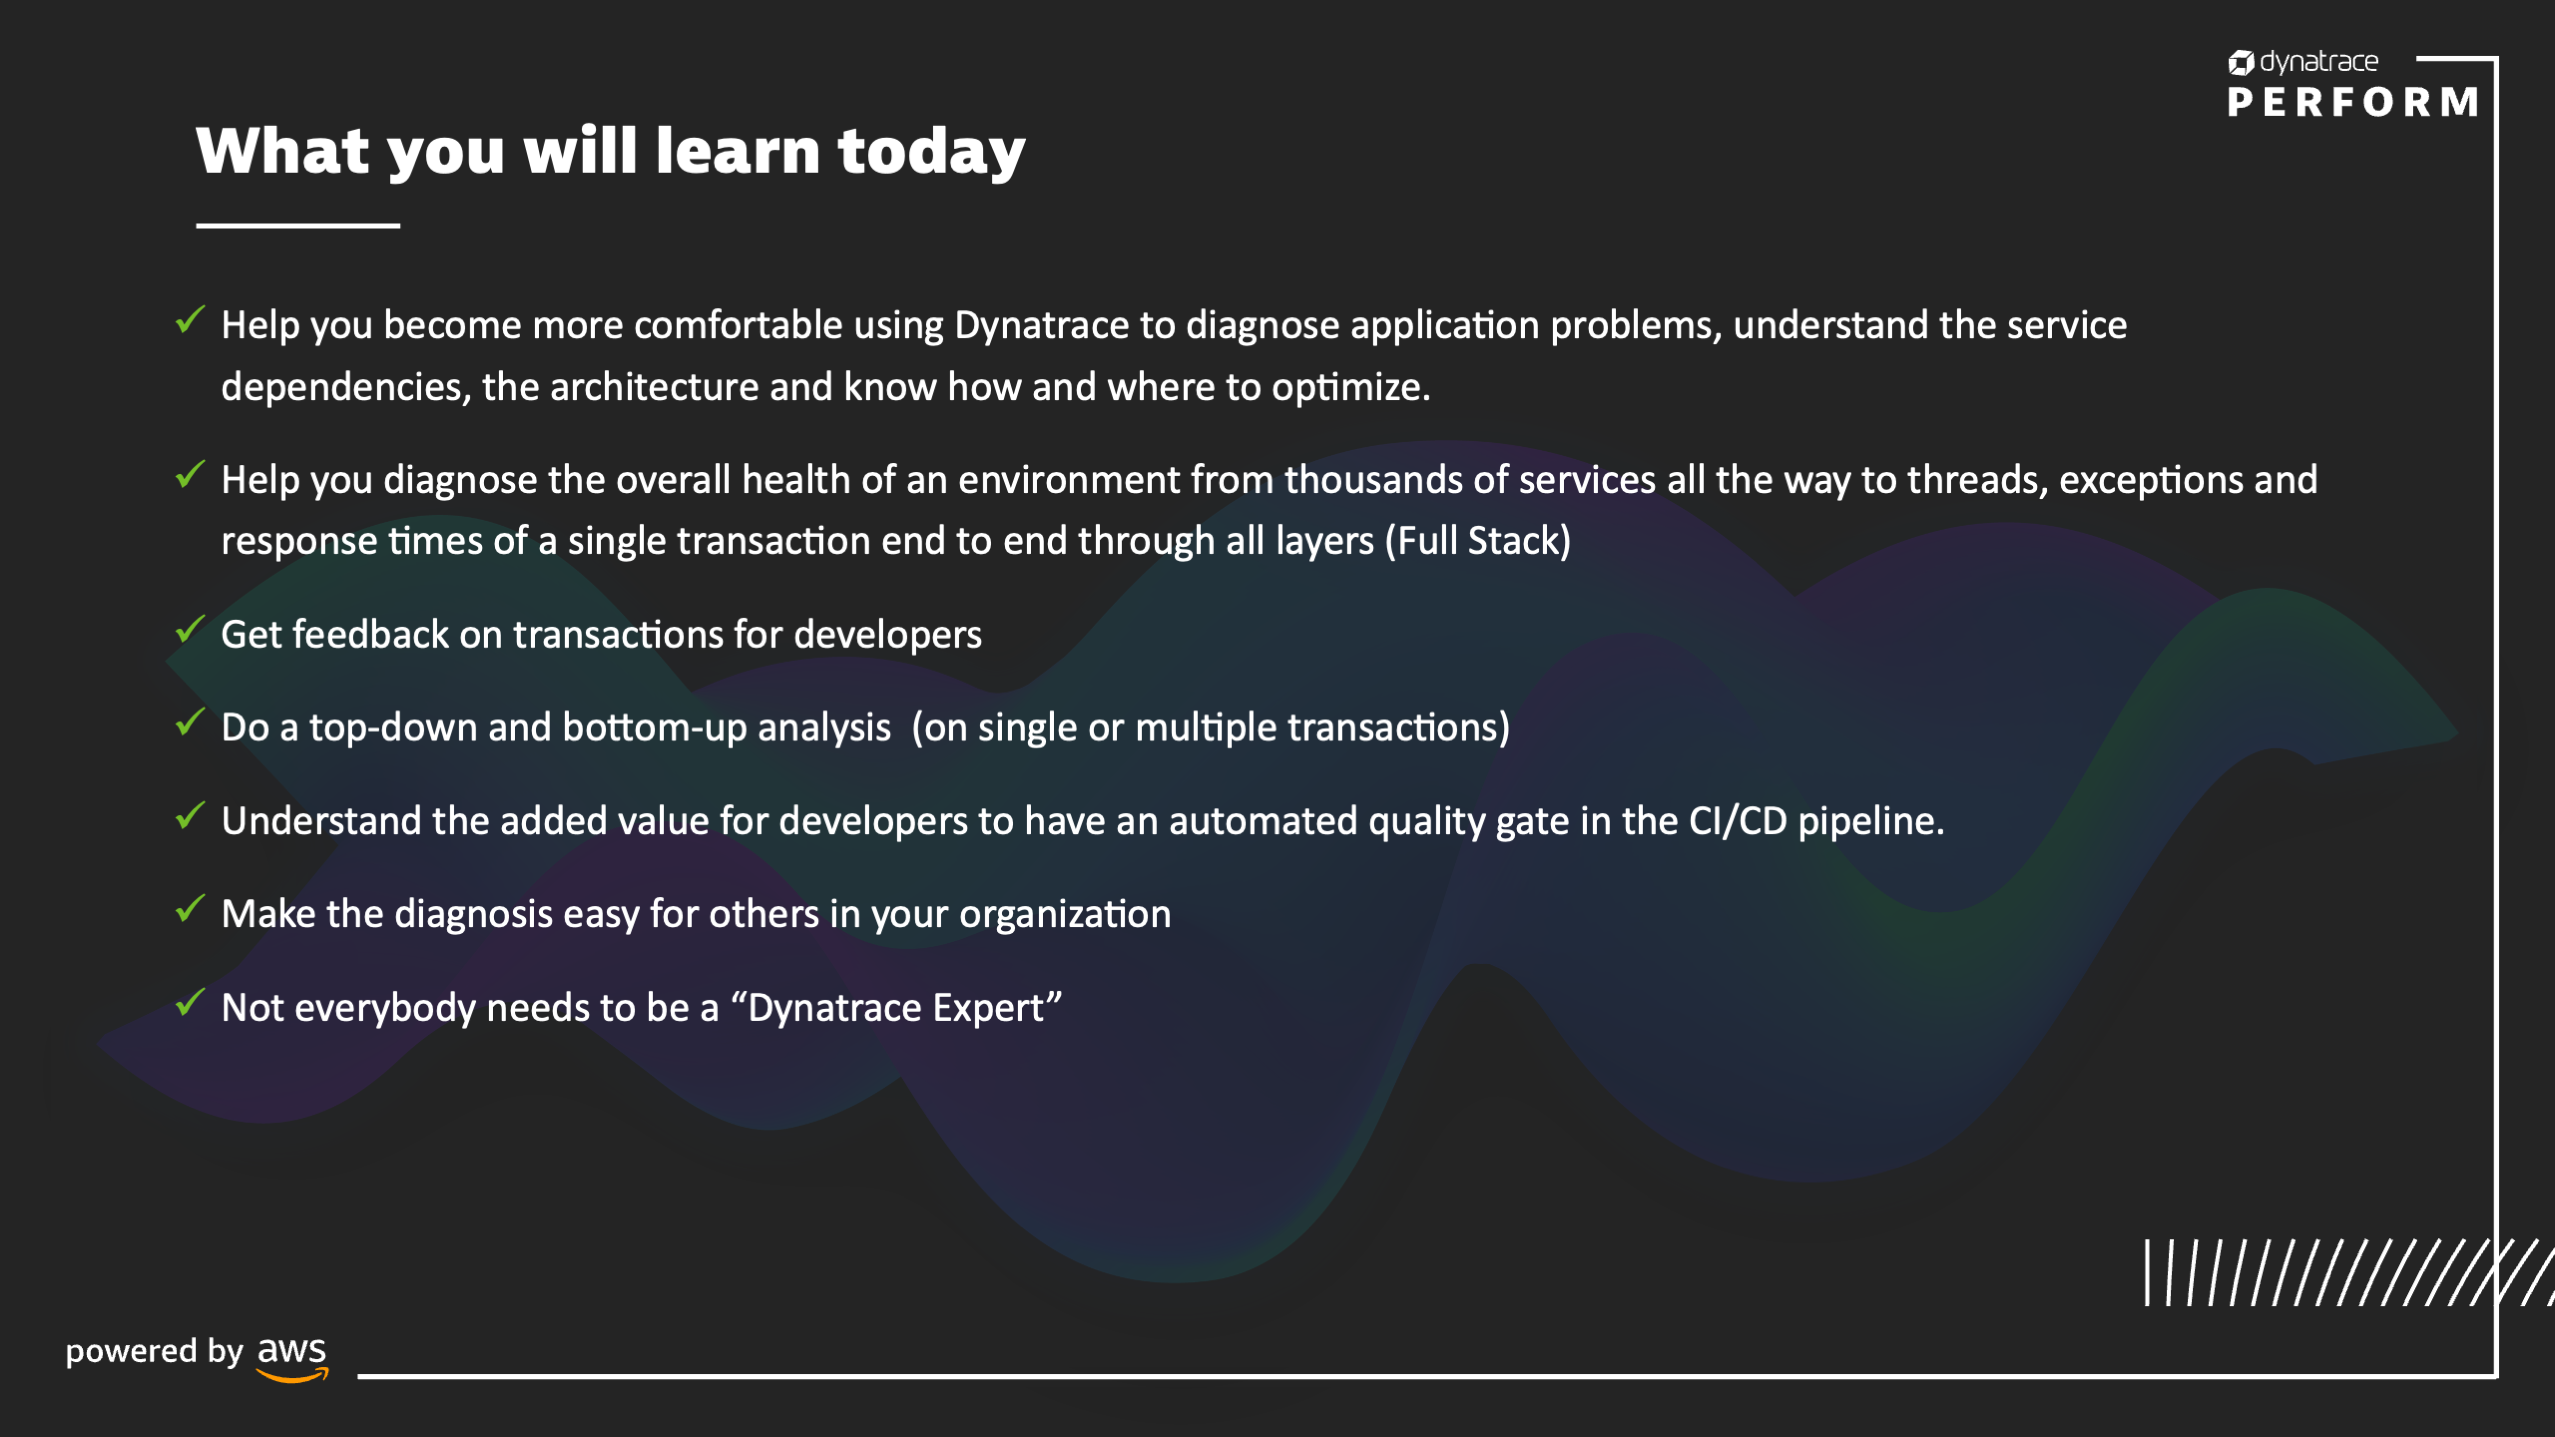 dynatrace
PERFORM
What you will learn today
✓ Help you become more comfortable using Dynatrace to diagnose application problems, understand the service
dependencies, the architecture and know how and where to optimize.
✓ Help you diagnose the overall health of an environment from thousands of services all the way to threads, exceptions and
response times of a single transaction end to end through all layers (Full Stack)
✓ Get feedback on transactions for developers
✓ Do a top-down and bottom-up analysis  (on single or multiple transactions)
✓ Understand the added value for developers to have an automated quality gate in the CI/CD pipeline.
✓ Make the diagnosis easy for others in your organization
✓ Not everybody needs to be a “Dynatrace Expert”
powered by aws